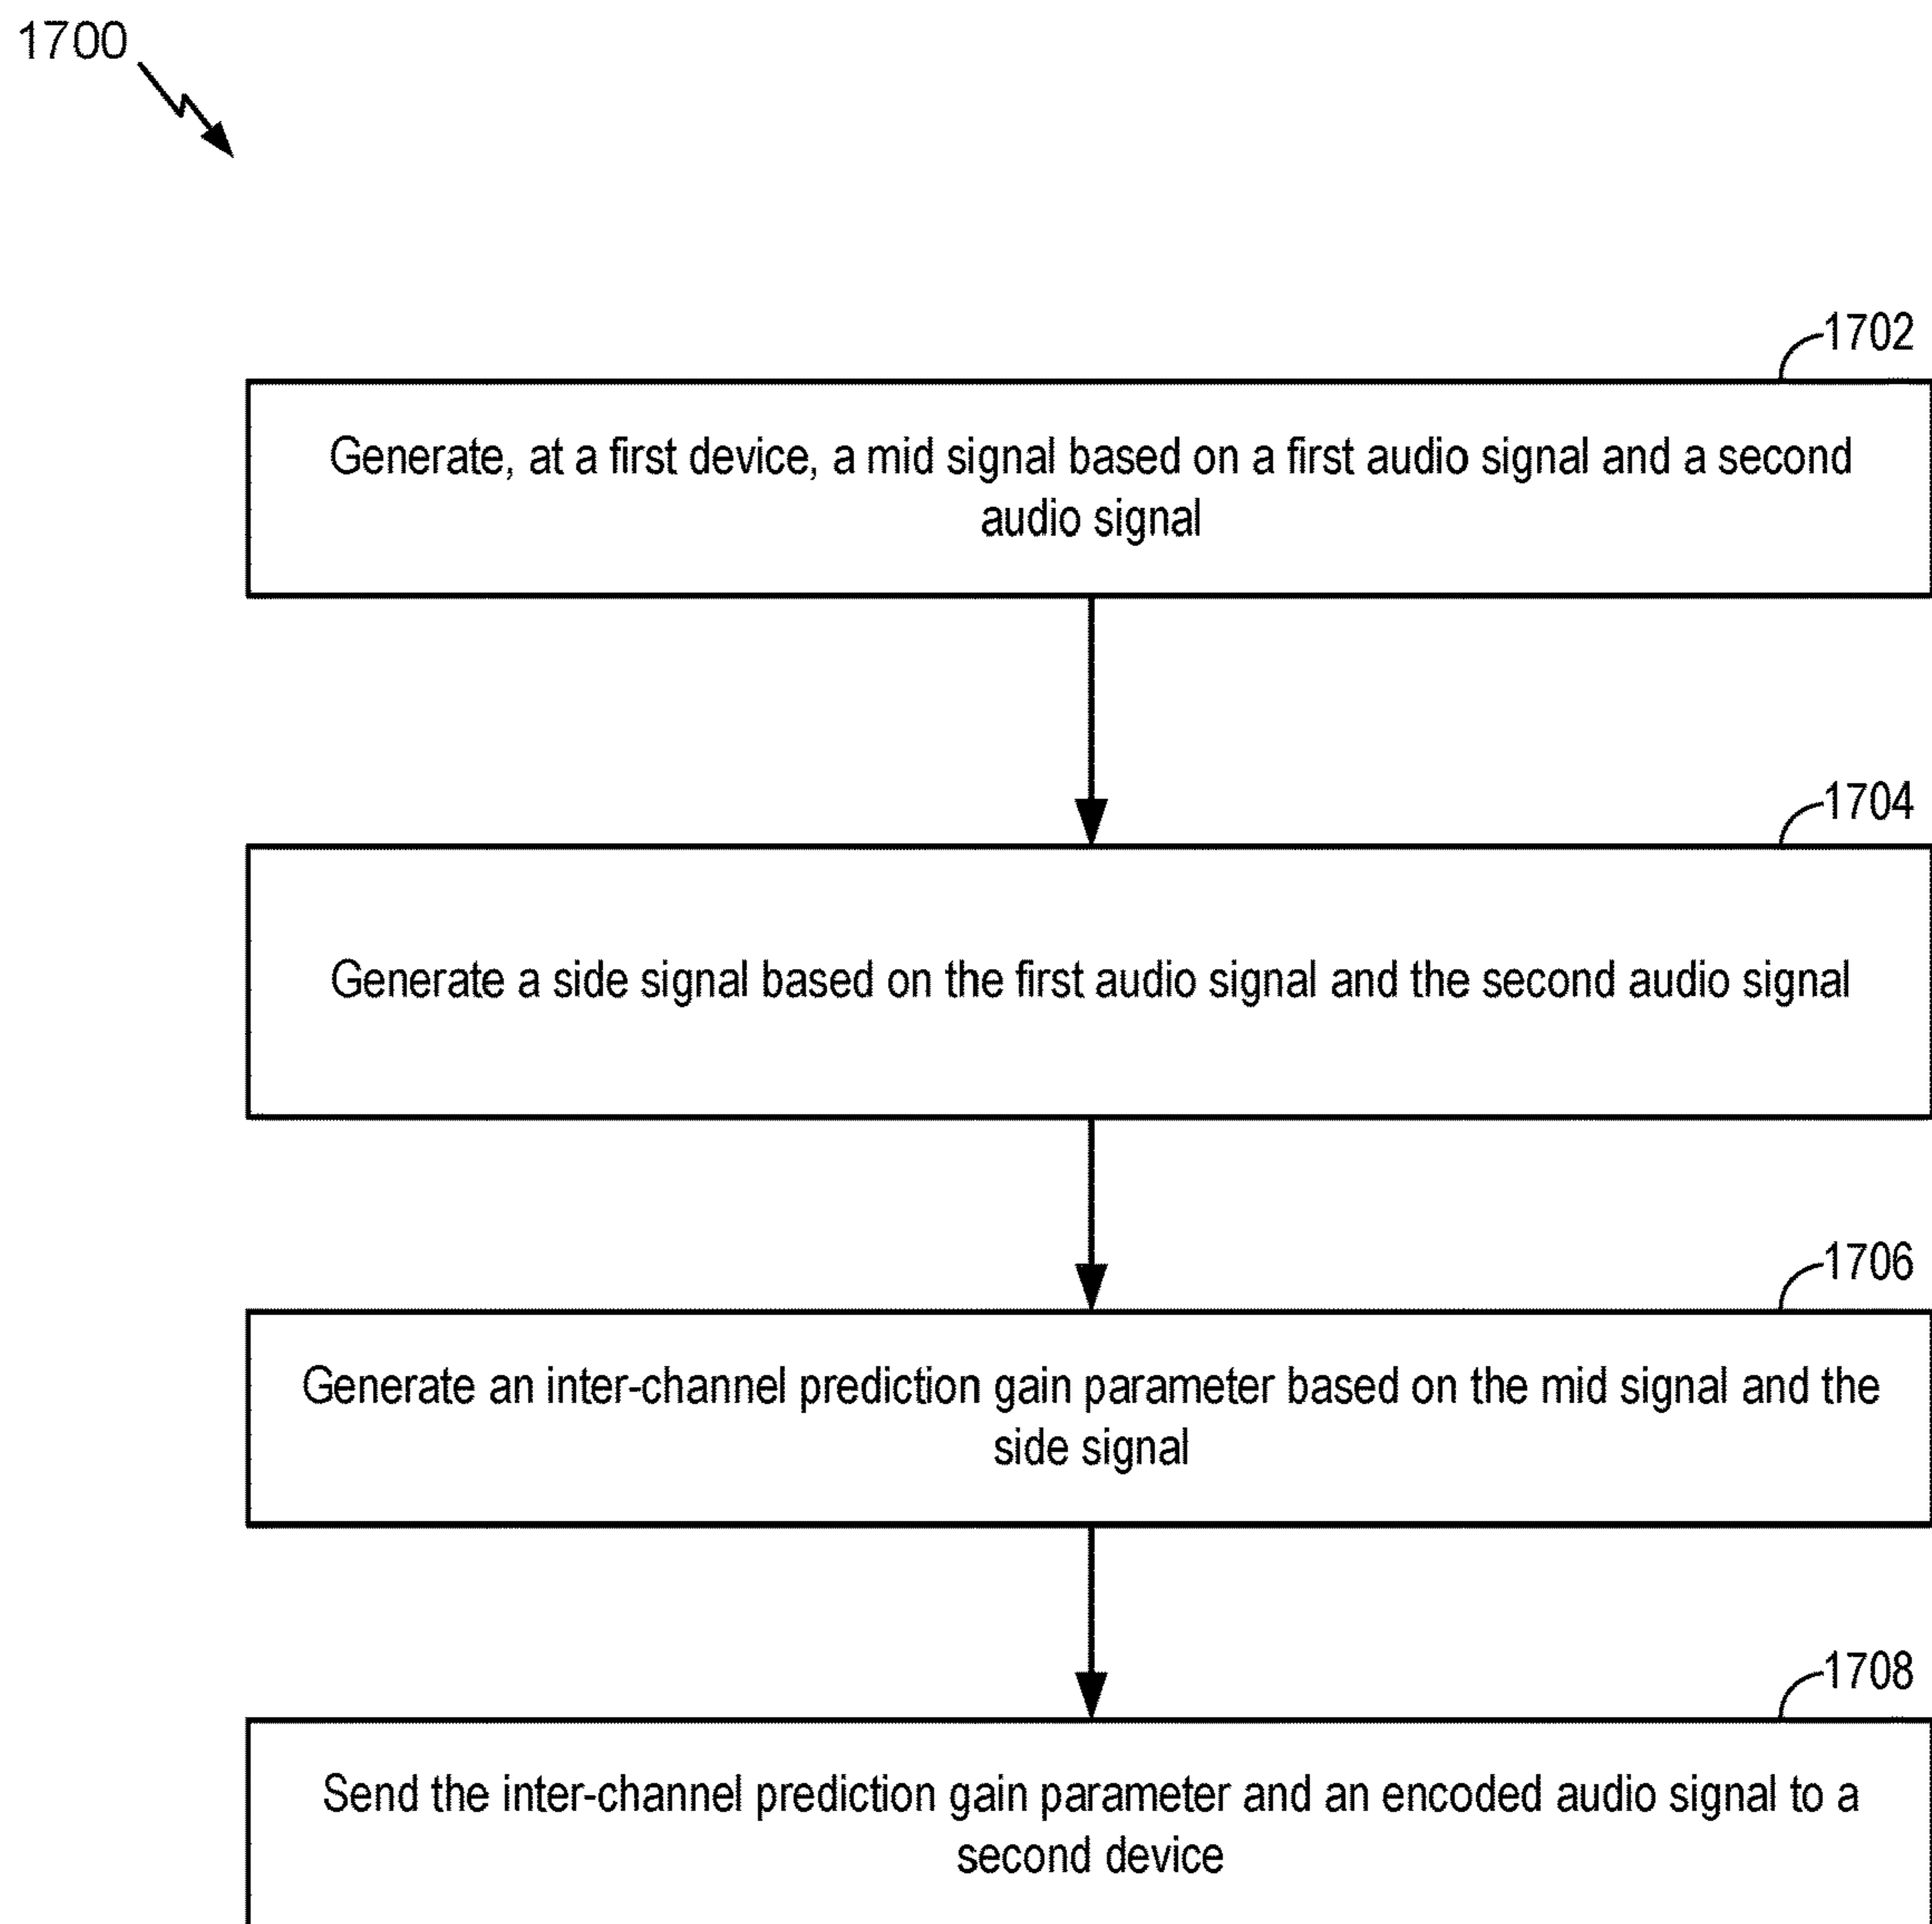 1700
1702
Generate, at a first device, a mid signal based on a first audio signal and a second
audio signal
1704
Generate a side signal based on the first audio signal and the second audio signal
1706
Generate an inter-channel prediction gain parameter based on the mid signal and the
side signal
1708
Send the inter-channel prediction gain parameter and an encoded audio signal to a
second device